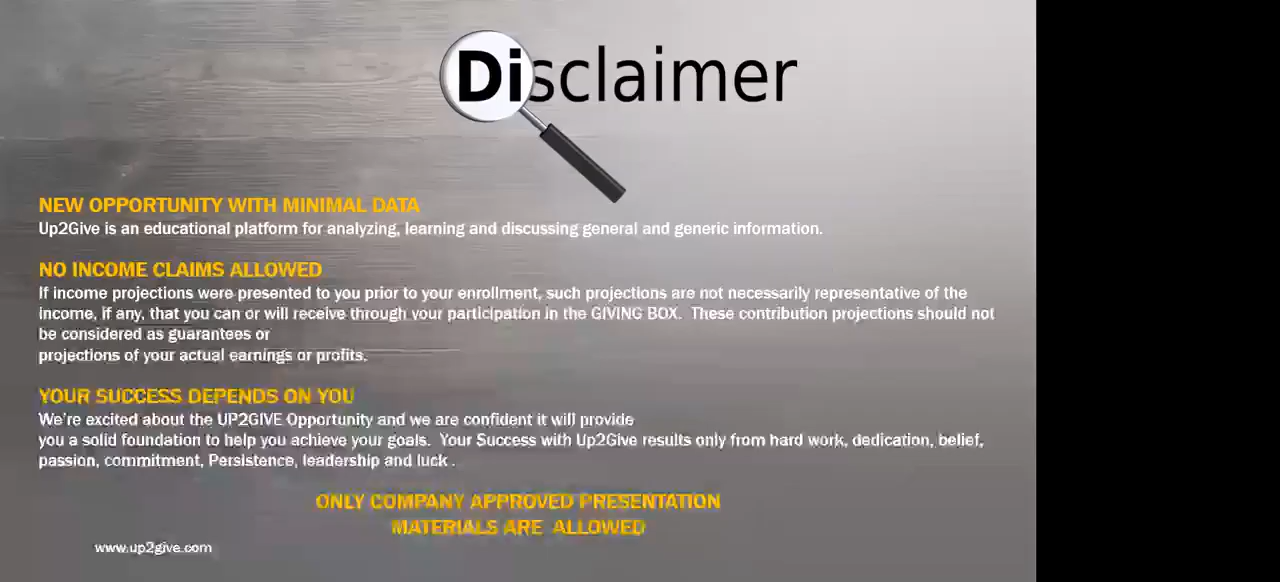 Disclaimer
NEW OPPORTUNITY WITH MINIMAL DATA
Up2Give is an educational platform for analyzing, learning and discussing general and generic information.
NO INCOME CLAIMS ALLOWED
If income projections were presented to you prior to your enrollment, such projections are not necessarily representative of the
income, if any, that you can or will receive through your participation in the GIVING BOX. These contribution projections should not
be considered as guarantees or
projections of your actual earnings or profits.
YOUR SUCCESS DEPENDS ON YOU
We're excited about the UP2GIVE Opportunity and we are confident it will provide
you a solid foundation to help you achieve your goals. Your Success with Up2Give results only from hard work, dedication, belief,
passion, commitment, Persistence, leadership and luck .
ONLY COMPANY APPROVED PRESENTATION
MATERIALS ARE ALLOWED
www.up2give.com